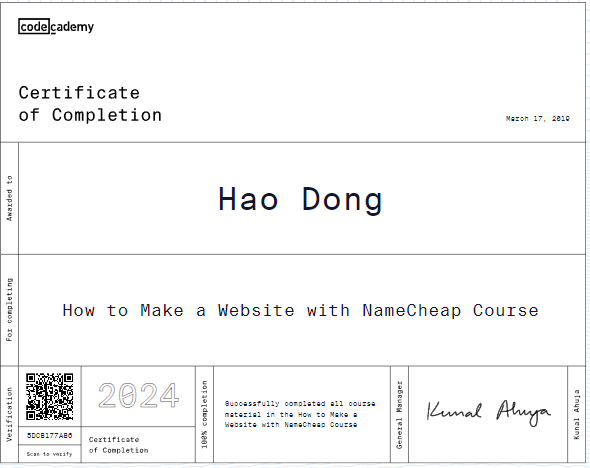 codecademy
Certificate
of Completion
March 17, 2019
Awarded to
Hao Dong
For completing
How to Make a Website with NameCheap Course
Verification
5DCB177AB6
Scan to verify
2024
Certificate
of Completion
100% completion
Successfully completed all course
material in the How to Make a
Website with NameCheap Course
General Manager
Kunal Ahuja
Kunal Ahuja